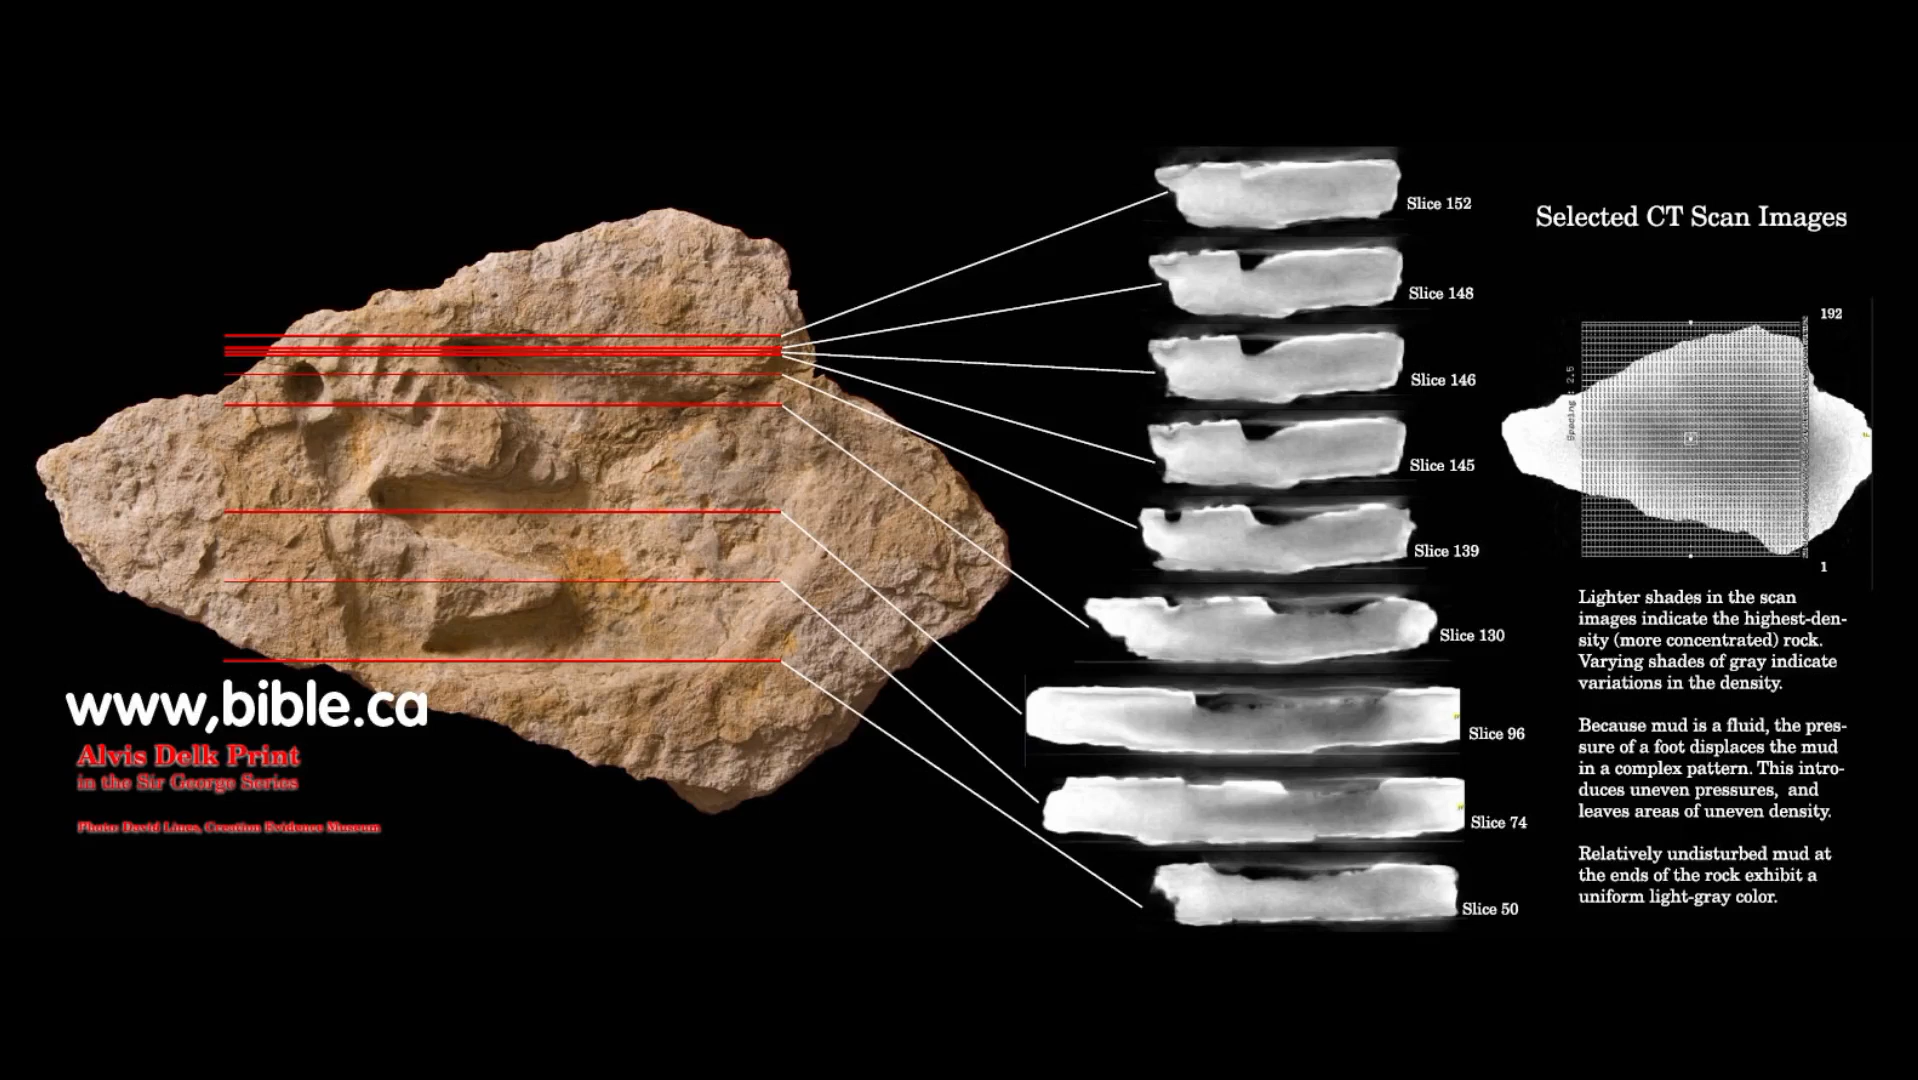 www.bible.ca
Alvis Delk Print
in the Sir George Series
Photo: David Lines, Creation Evidence Museum
Slice 152
Slice 148
Slice 146
Slice 145
Slice 139
Slice 130
Slice 96
Slice 74
Slice 50
Selected CT Scan Images
192
Spacing : 2.5
1
Lighter shades in the scan
images indicate the highest-den-
sity (more concentrated) rock.
Varying shades of gray indicate
variations in the density.
Because mud is a fluid, the pres-
sure of a foot displaces the mud
in a complex pattern. This intro-
duces uneven pressures, and
leaves areas of uneven density.
Relatively undisturbed mud at
the ends of the rock exhibit a
uniform light-gray color.